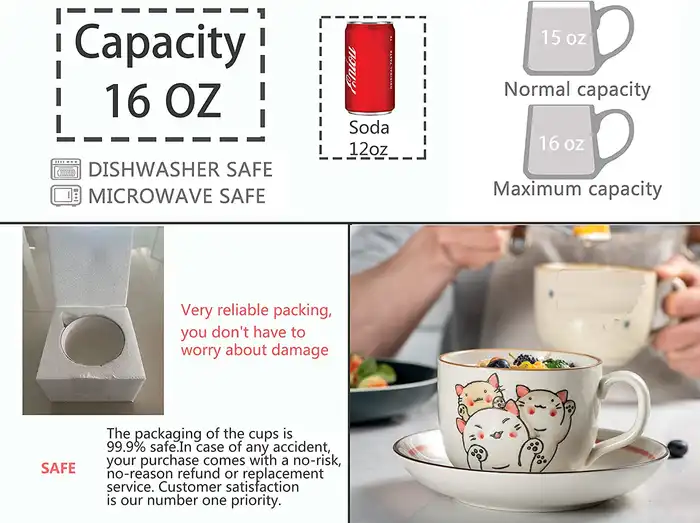 Capacity
16 OZ
DISHWASHER SAFE
MICROWAVE SAFE
Enjoy
Soda
12oz
15 oz
Normal capacity
16 oz
Maximum capacity
Very reliable packing,
you don't have to
worry about damage
SAFE
The packaging of the cups is
99.9% safe.In case of any accident,
your purchase comes with a no-risk,
no-reason refund or replacement
service. Customer satisfaction
is our number one priority.